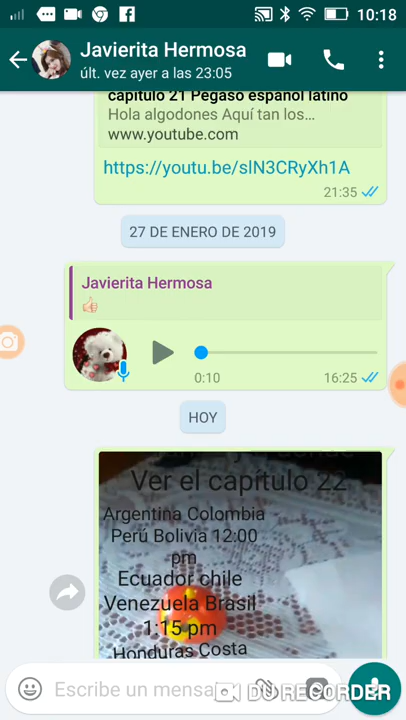 10:18
Javierita Hermosa
últ. vez ayer a las 23:05
capitulo 21 Pegaso español latino
Hola algodones Aquí tan los...
www.youtube.com
https://youtu.be/slN3CRyXh1A
21:35
27 DE ENERO DE 2019
Javierita Hermosa
0:10
16:25
HOY
Ver el capítulo 22
Argentina Colombia
Perú Bolivia 12:00
pm
Ecuador chile
Venezuela Brasil
1:15 pm
Honduras Costa
Escribe un mensa
DU RECORDER